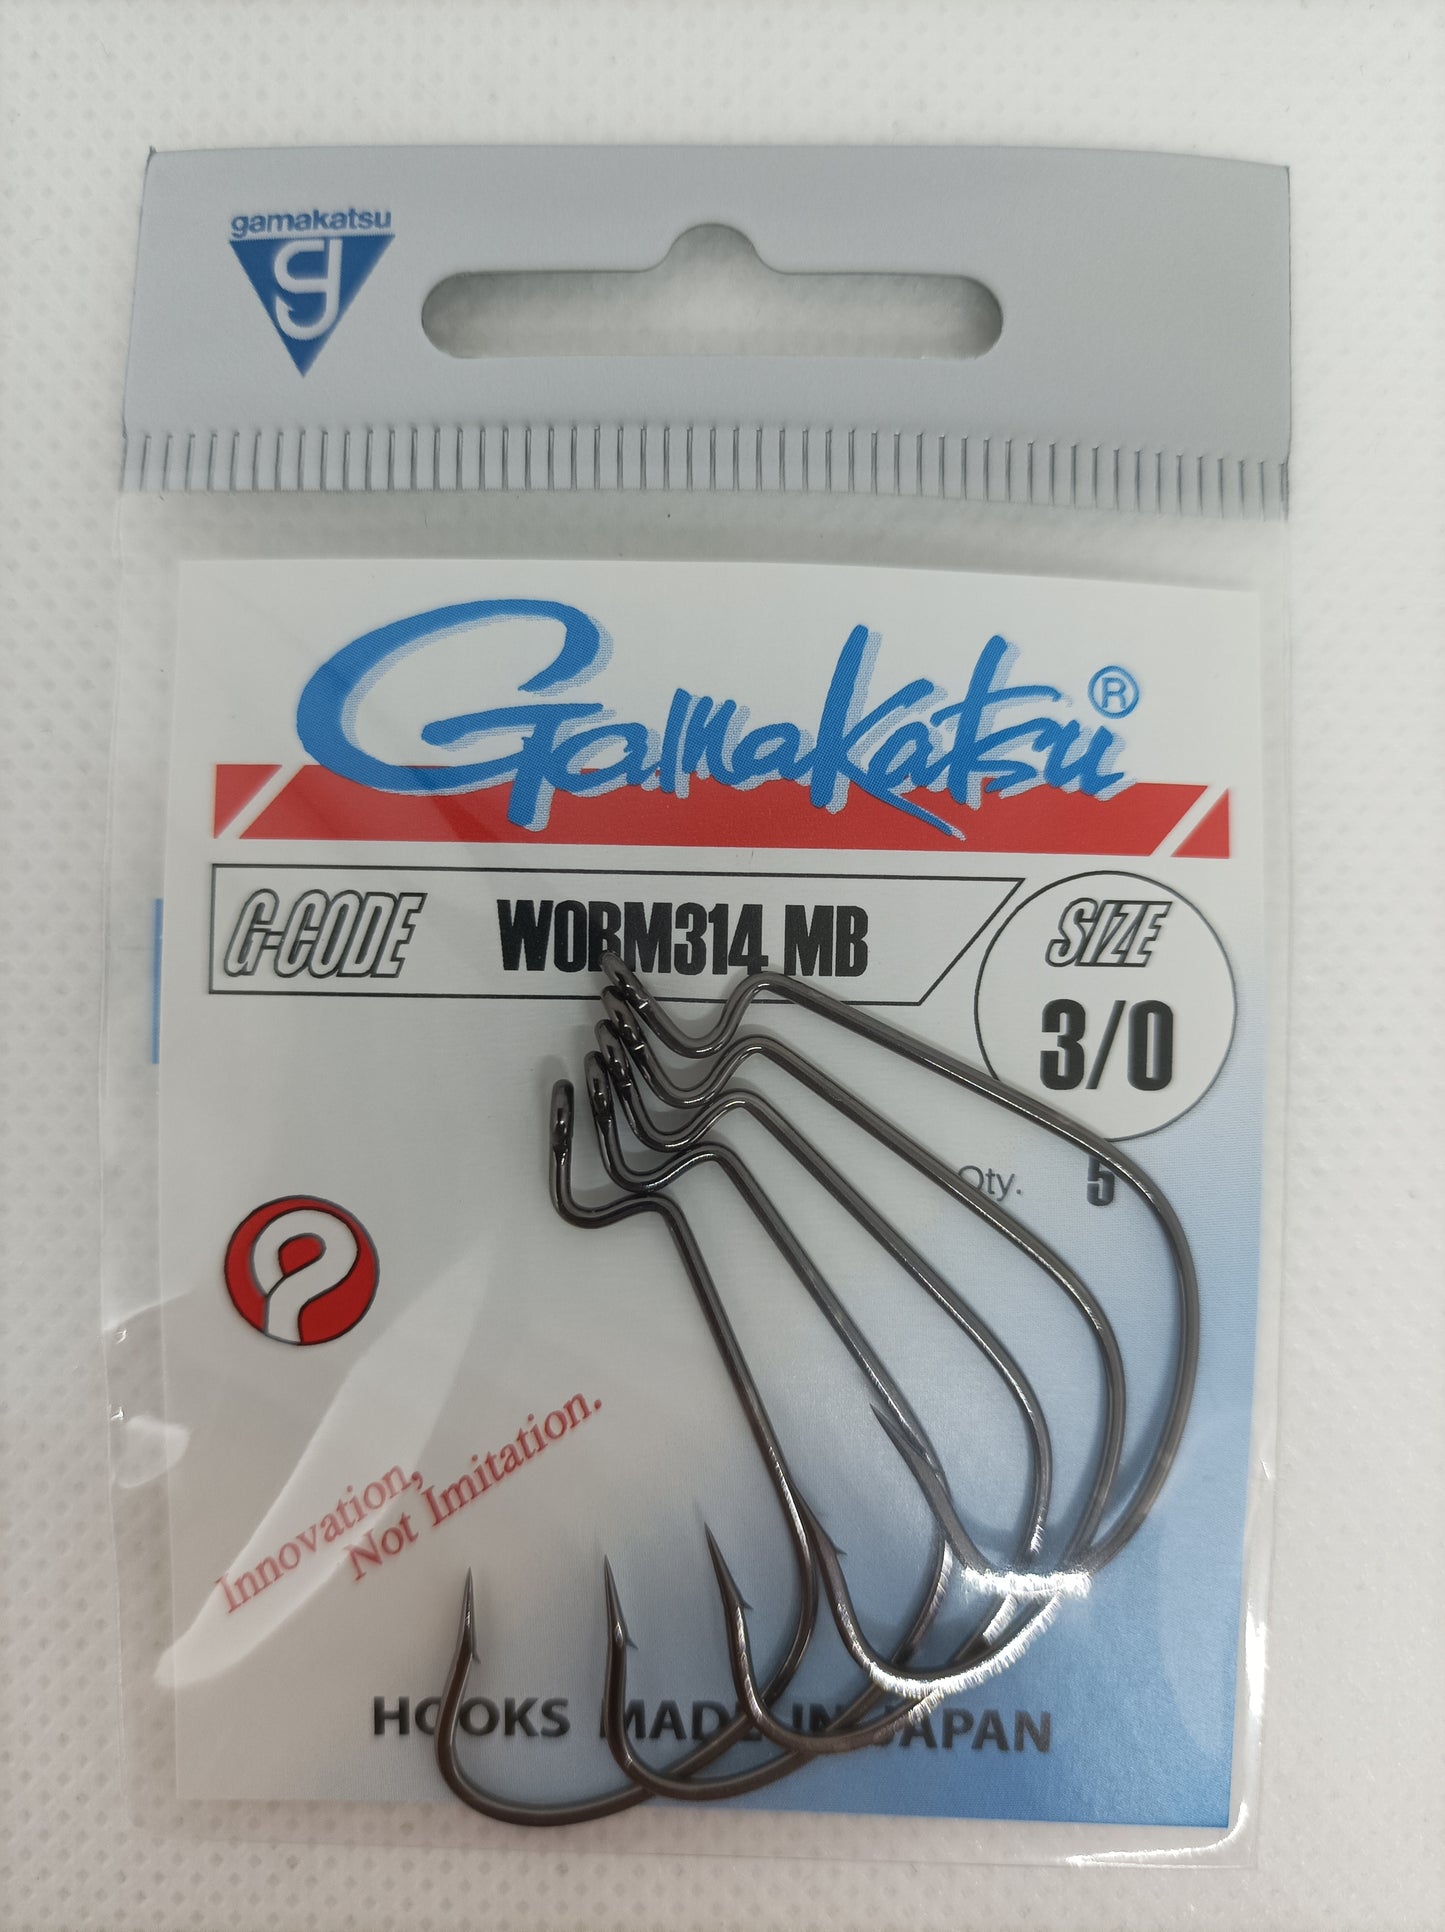 gamakatsu
Gamakatsu ®
G-CODE WORM314 MB
SIZE
3/0
Qty. 5
Innovation,
Not Imitation.
HOOKS MADE IN JAPAN